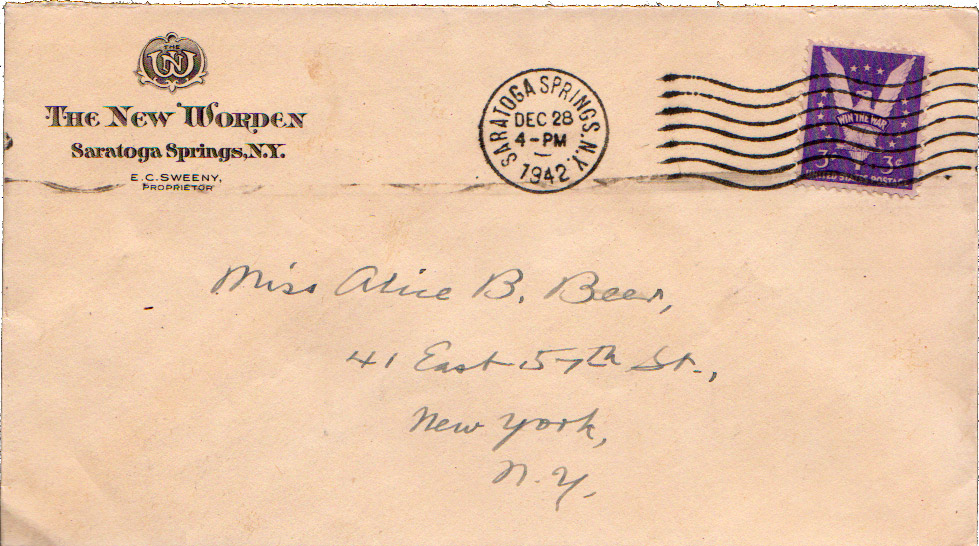 THE
WN
THE NEW WORDEN
Saratoga Springs, N.Y.
E.C. SWEENY,
PROPRIETOR
SARATOGA SPRINGS. N.Y.
DEC 28
4-PM
1942
WIN THE WAR
3¢ 3¢
UNITED STATES POSTAGE
Miss Alice B. Beer,
41 East 57th St.,
New York,
N.Y.